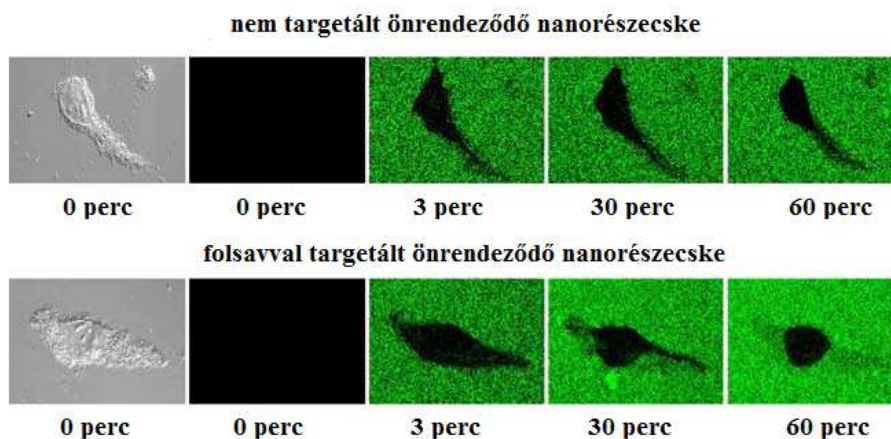 nem targetált önrendeződő nanorészecske
0 perc 0 perc 3 perc 30 perc 60 perc
folsavval targetált önrendeződő nanorészecske
0 perc 0 perc 3 perc 30 perc 60 perc